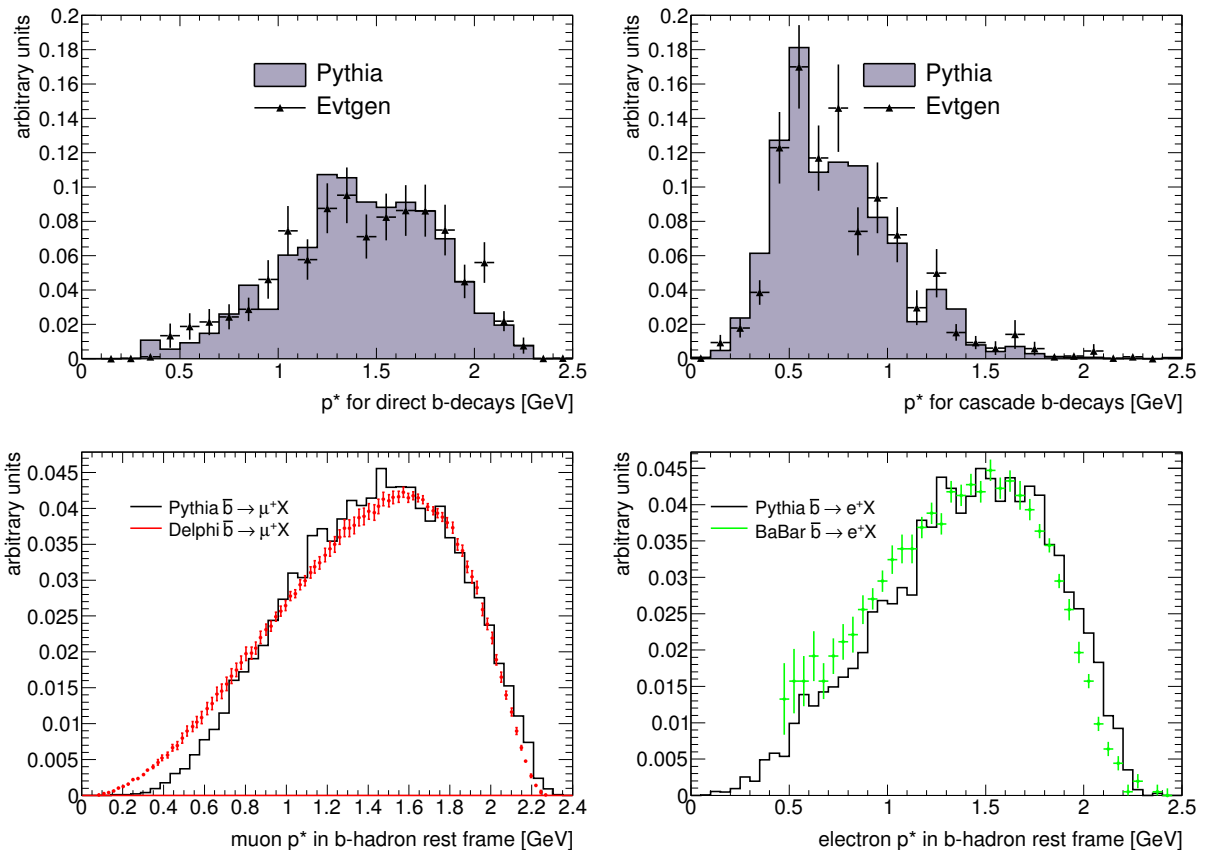 arbitrary units
0.2
0.18
0.16
0.14
0.12
0.1
0.08
0.06
0.04
0.02
0
Pythia
Evtgen
0 0.5 1 1.5 2 2.5
p* for direct b-decays [GeV]
arbitrary units
0.2
0.18
0.16
0.14
0.12
0.1
0.08
0.06
0.04
0.02
0
Pythia
Evtgen
0 0.5 1 1.5 2 2.5
p* for cascade b-decays [GeV]
arbitrary units
0.045
0.04
0.035
0.03
0.025
0.02
0.015
0.01
0.005
0
Pythia b̅ → μ⁺X
Delphi b̅ → μ⁺X
0 0.2 0.4 0.6 0.8 1 1.2 1.4 1.6 1.8 2 2.2 2.4
muon p* in b-hadron rest frame [GeV]
arbitrary units
0.045
0.04
0.035
0.03
0.025
0.02
0.015
0.01
0.005
0
Pythia b̅ → e⁺X
BaBar b̅ → e⁺X
0 0.5 1 1.5 2 2.5
electron p* in b-hadron rest frame [GeV]